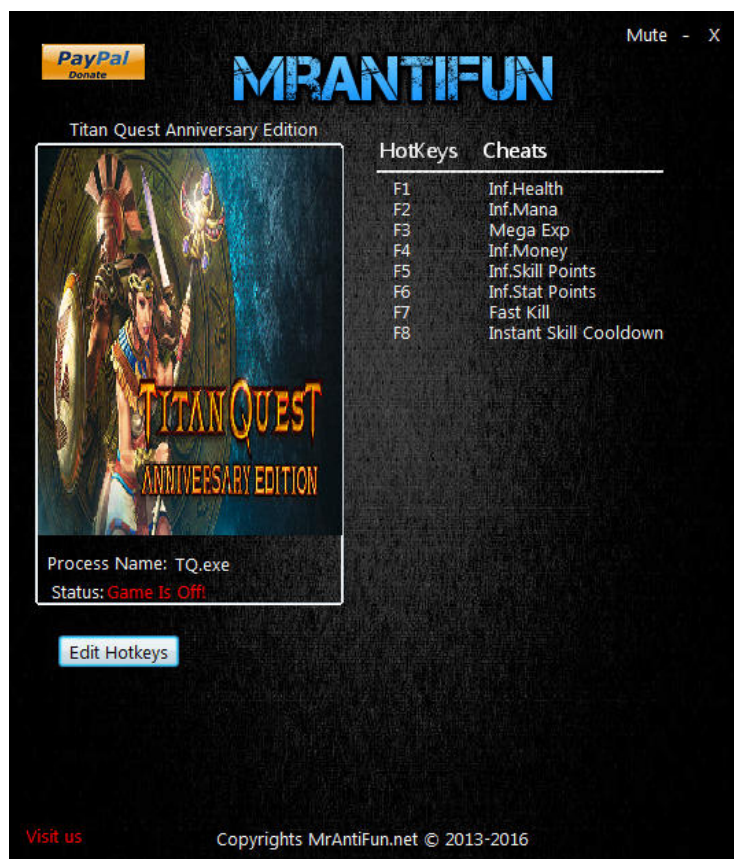 Mute - X
PayPal
Donate
MRANTIFUN
Titan Quest Anniversary Edition
HotKeys Cheats
F1 Inf.Health
F2 Inf.Mana
F3 Mega Exp
F4 Inf.Money
F5 Inf.Skill Points
F6 Inf.Stat Points
F7 Fast Kill
F8 Instant Skill Cooldown
TITAN QUEST
ANNIVERSARY EDITION
Process Name: TQ.exe
Status: Game Is Off!
Edit Hotkeys
Visit us
Copyrights MrAntiFun.net © 2013-2016